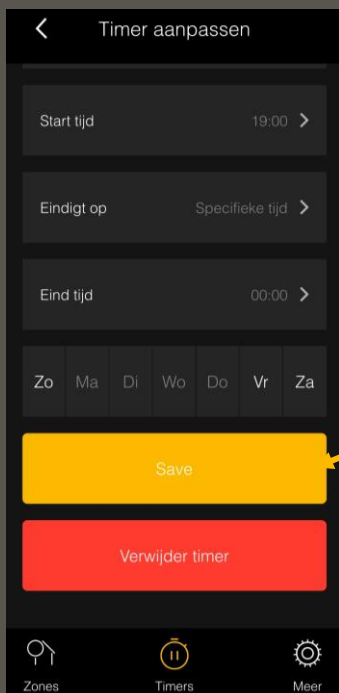 Timer aanpassen
Start tijd 19:00
Eindigt op Specifieke tijd
Eind tijd 00:00
Zo Ma Di Wo Do Vr Za
Save
Verwijder timer
Zones Timers Meer